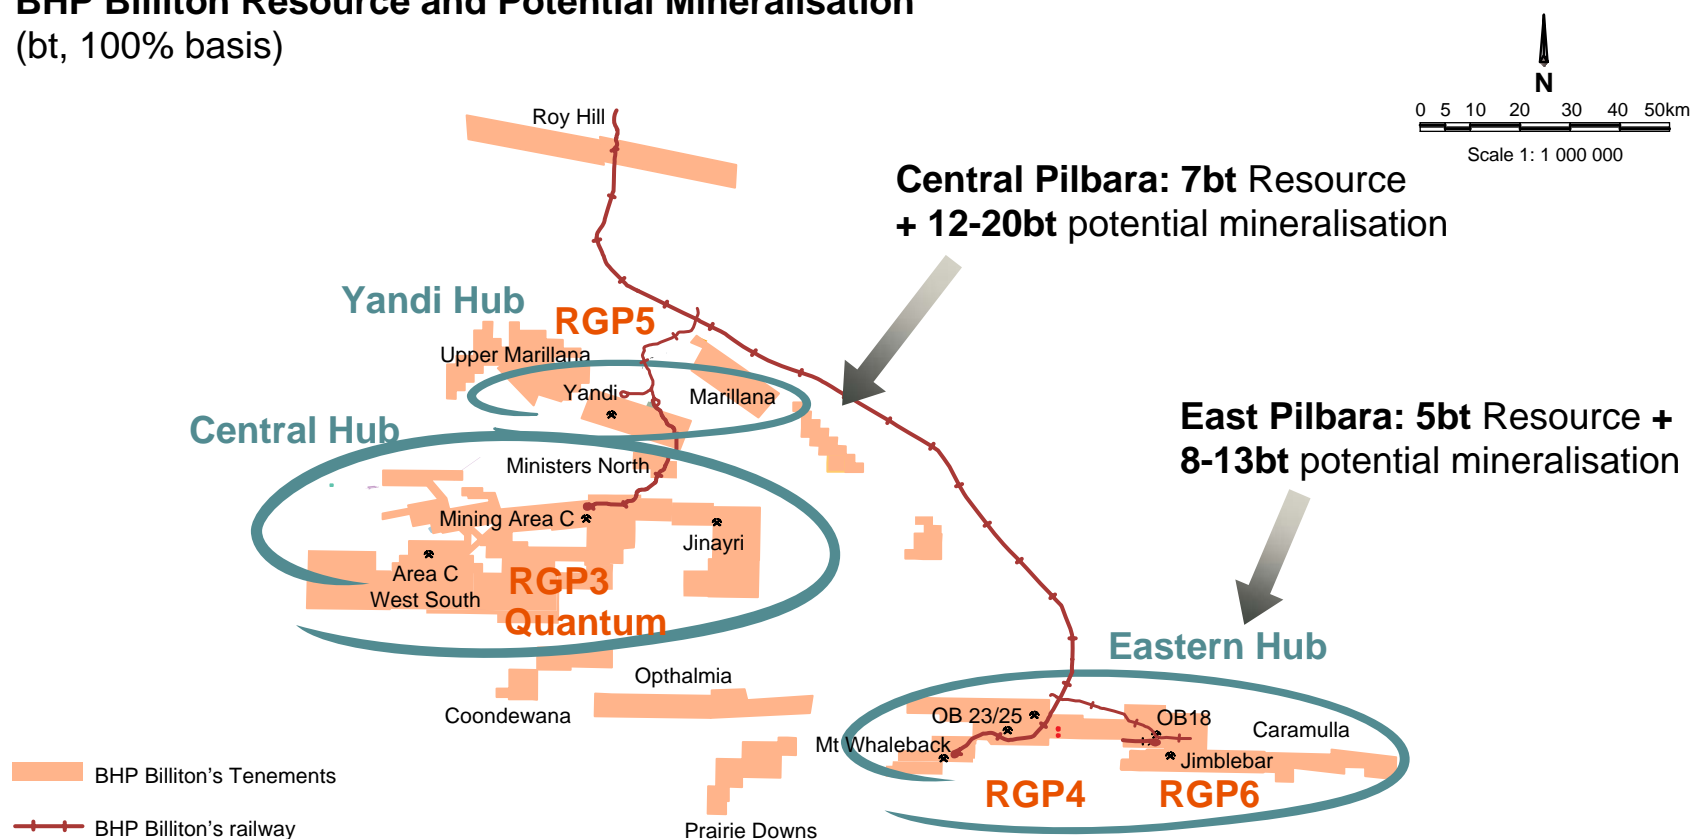 BHP Billiton Resource and Potential Mineralisation
(bt, 100% basis)
N
0 5 10 20 30 40 50km
Scale 1: 1 000 000
Roy Hill
Central Pilbara: 7bt Resource
+ 12-20bt potential mineralisation
Yandi Hub
RGP5
Upper Marillana
Yandi
Marillana
Central Hub
East Pilbara: 5bt Resource +
8-13bt potential mineralisation
Ministers North
Mining Area C
Jinayri
Area C
West South
RGP3
Quantum
Eastern Hub
Opthalmia
Coondewana
OB 23/25
OB18
Caramulla
Mt Whaleback
Jimblebar
RGP4
RGP6
BHP Billiton's Tenements
BHP Billiton's railway
Prairie Downs